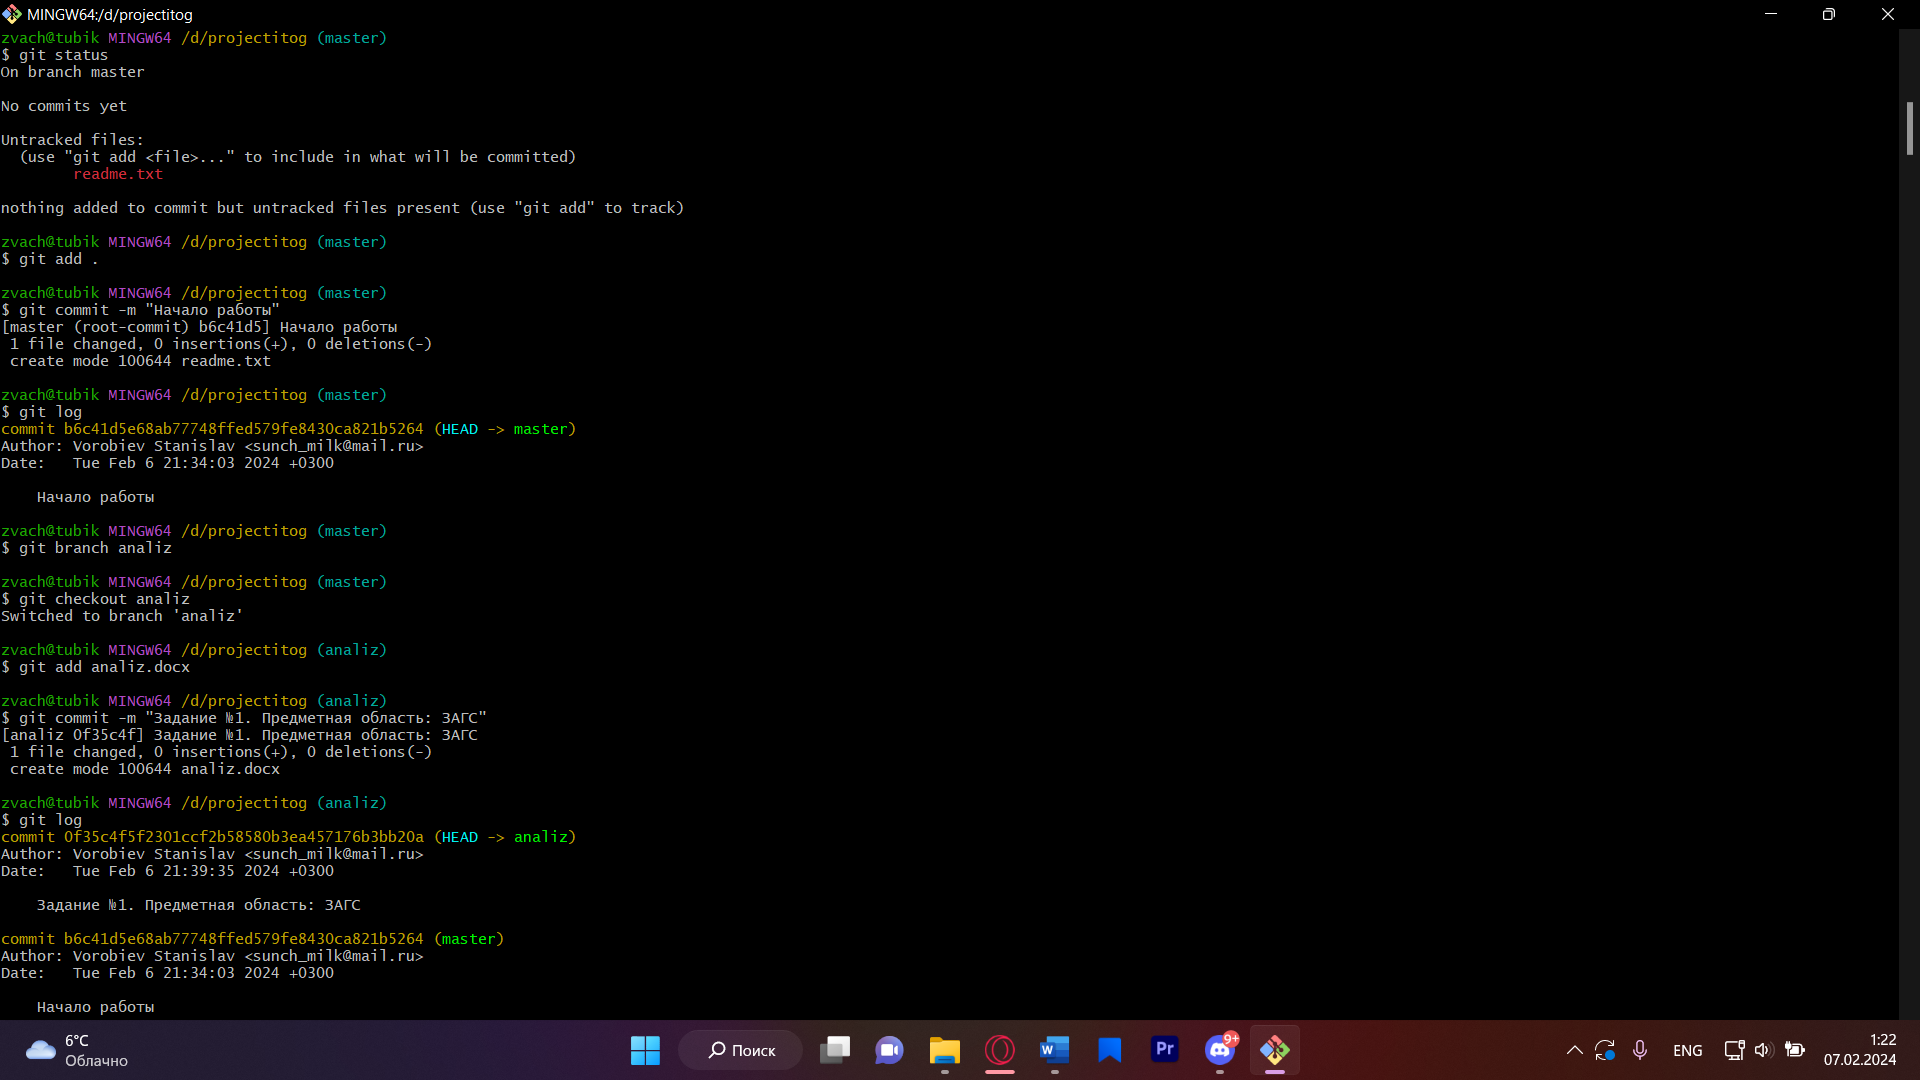 MINGW64:/d/projectitog
zvach@tubik MINGW64 /d/projectitog (master)
$ git status
On branch master
No commits yet
Untracked files:
  (use "git add <file>..." to include in what will be committed)
        readme.txt
nothing added to commit but untracked files present (use "git add" to track)
zvach@tubik MINGW64 /d/projectitog (master)
$ git add .
zvach@tubik MINGW64 /d/projectitog (master)
$ git commit -m "Начало работы"
[master (root-commit) b6c41d5] Начало работы
 1 file changed, 0 insertions(+), 0 deletions(-)
 create mode 100644 readme.txt
zvach@tubik MINGW64 /d/projectitog (master)
$ git log
commit b6c41d5e68ab77748ffed579fe8430ca821b5264 (HEAD -> master)
Author: Vorobiev Stanislav <sunch_milk@mail.ru>
Date:   Tue Feb 6 21:34:03 2024 +0300
    Начало работы
zvach@tubik MINGW64 /d/projectitog (master)
$ git branch analiz
zvach@tubik MINGW64 /d/projectitog (master)
$ git checkout analiz
Switched to branch 'analiz'
zvach@tubik MINGW64 /d/projectitog (analiz)
$ git add analiz.docx
zvach@tubik MINGW64 /d/projectitog (analiz)
$ git commit -m "Задание №1. Предметная область: ЗАГС"
[analiz 0f35c4f] Задание №1. Предметная область: ЗАГС
 1 file changed, 0 insertions(+), 0 deletions(-)
 create mode 100644 analiz.docx
zvach@tubik MINGW64 /d/projectitog (analiz)
$ git log
commit 0f35c4f5f2301ccf2b58580b3ea457176b3bb20a (HEAD -> analiz)
Author: Vorobiev Stanislav <sunch_milk@mail.ru>
Date:   Tue Feb 6 21:39:35 2024 +0300
    Задание №1. Предметная область: ЗАГС
commit b6c41d5e68ab77748ffed579fe8430ca821b5264 (master)
Author: Vorobiev Stanislav <sunch_milk@mail.ru>
Date:   Tue Feb 6 21:34:03 2024 +0300
    Начало работы
6°C
Облачно
Поиск
W
Pr
9+
ENG
1:22
07.02.2024